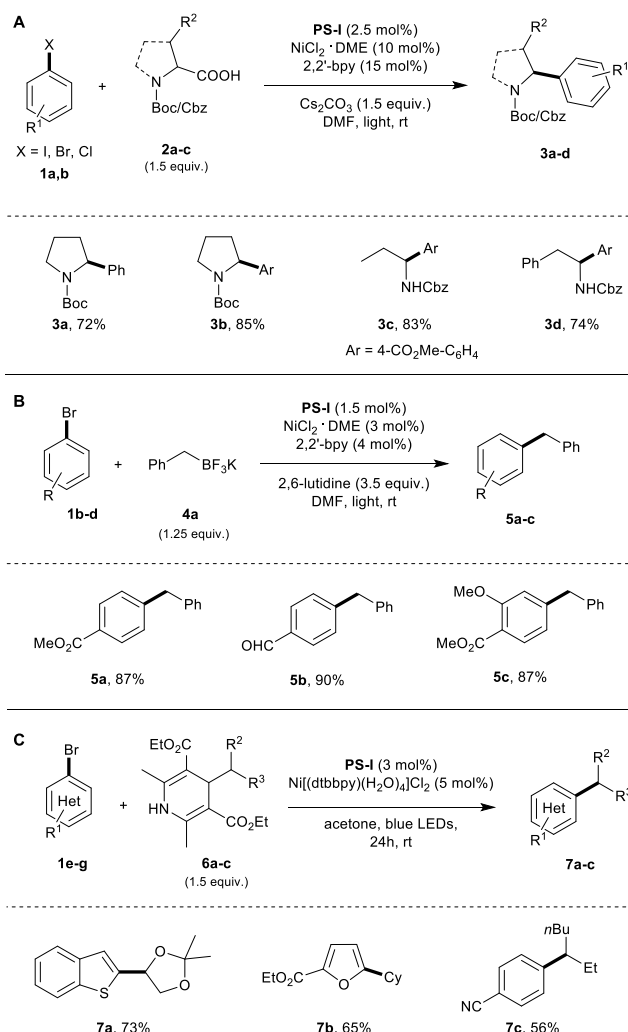 A
X
R1
X = I, Br, Cl
1a,b
+
R2
N
COOH
Boc/Cbz
2a-c
(1.5 equiv.)
PS-I (2.5 mol%)
NiCl2·DME (10 mol%)
2,2'-bpy (15 mol%)
Cs2CO3 (1.5 equiv.)
DMF, light, rt
R2
R1
N
Boc/Cbz
3a-d
N
Ph
Boc
3a, 72%
N
Ar
Boc
3b, 85%
Ar
NHCbz
3c, 83%
Ph
Ar
NHCbz
3d, 74%
Ar = 4-CO2Me-C6H4
B
Br
R
1b-d
+
Ph
BF3K
4a
(1.25 equiv.)
PS-I (1.5 mol%)
NiCl2·DME (3 mol%)
2,2'-bpy (4 mol%)
2,6-lutidine (3.5 equiv.)
DMF, light, rt
Ph
R
5a-c
Ph
MeO2C
5a, 87%
Ph
OHC
5b, 90%
MeO
Ph
MeO2C
5c, 87%
C
Br
Het
R1
1e-g
+
R2
EtO2C
R3
HN
CO2Et
6a-c
(1.5 equiv.)
PS-I (3 mol%)
Ni[(dtbbpy)(H2O)4]Cl2 (5 mol%)
acetone, blue LEDs,
24h, rt
R2
Het
R3
R1
7a-c
O
S
O
7a, 73%
EtO2C
O
Cy
7b, 65%
nBu
Et
NC
7c, 56%